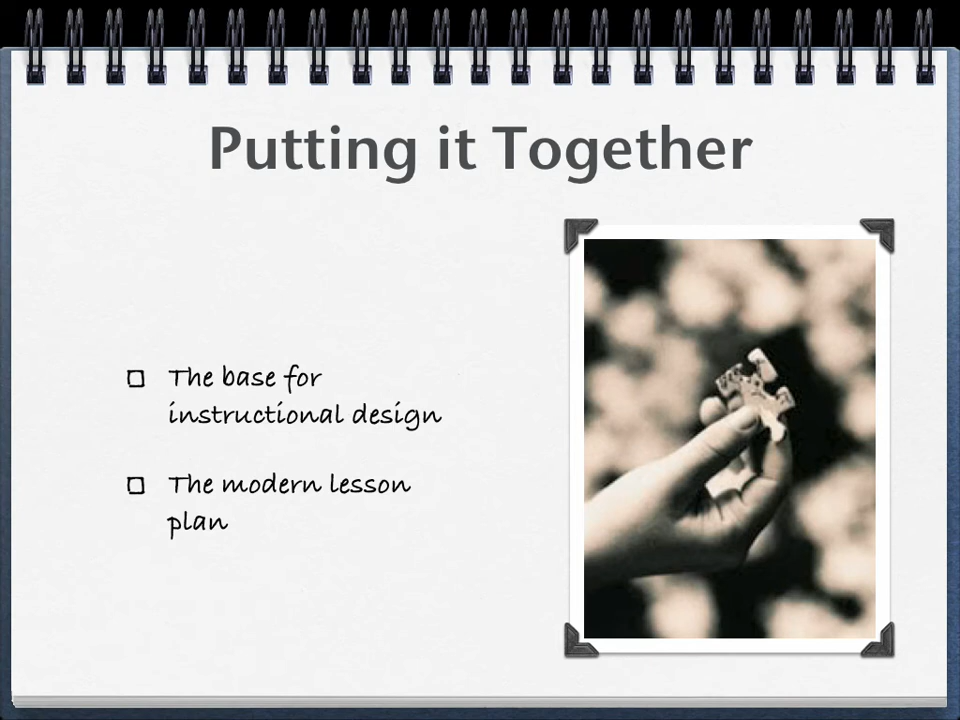 Putting it Together
The base for
instructional design
The modern lesson
plan